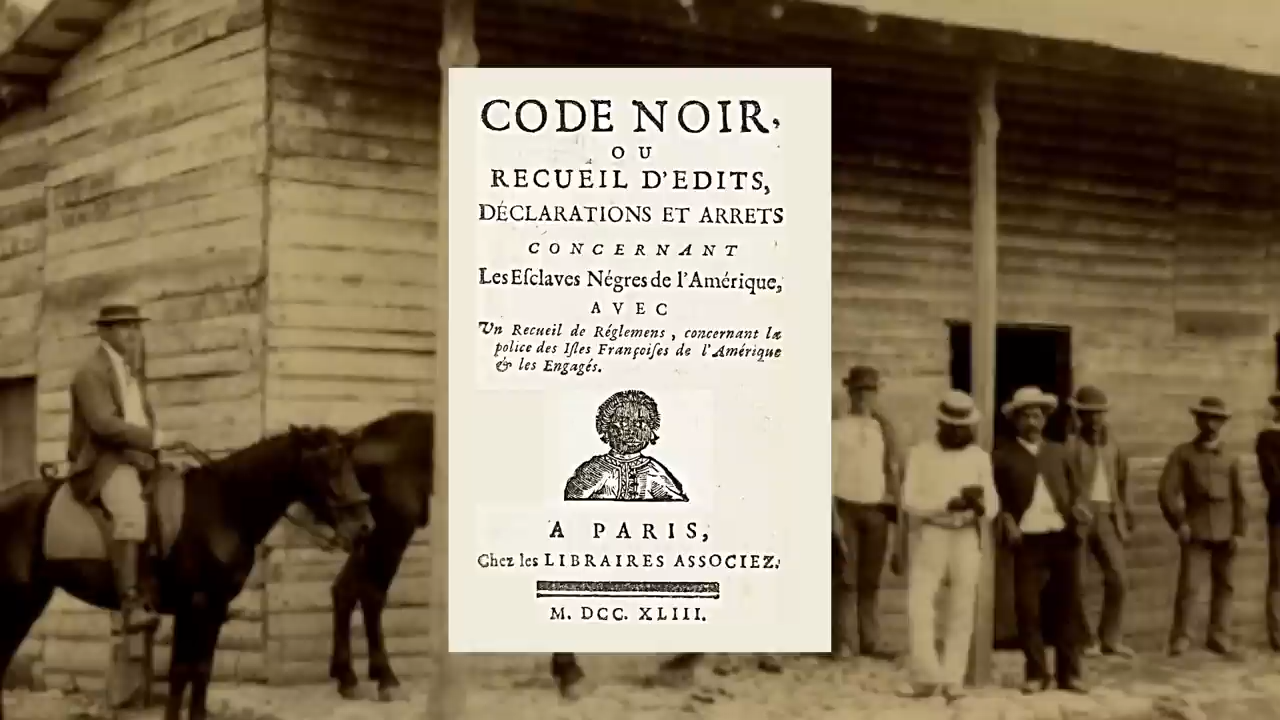 CODE NOIR,
OU
RECUEIL D'EDITS,
DÉCLARATIONS ET ARRETS
CONCERNANT
Les Eſclaves Négres de l'Amérique,
AVEC
Un Recueil de Réglemens, concernant la
police des Iſles Françoiſes de l'Amérique
& les Engagés.
A PARIS,
Chez les LIBRAIRES ASSOCIEZ.
M. DCC. XLIII.